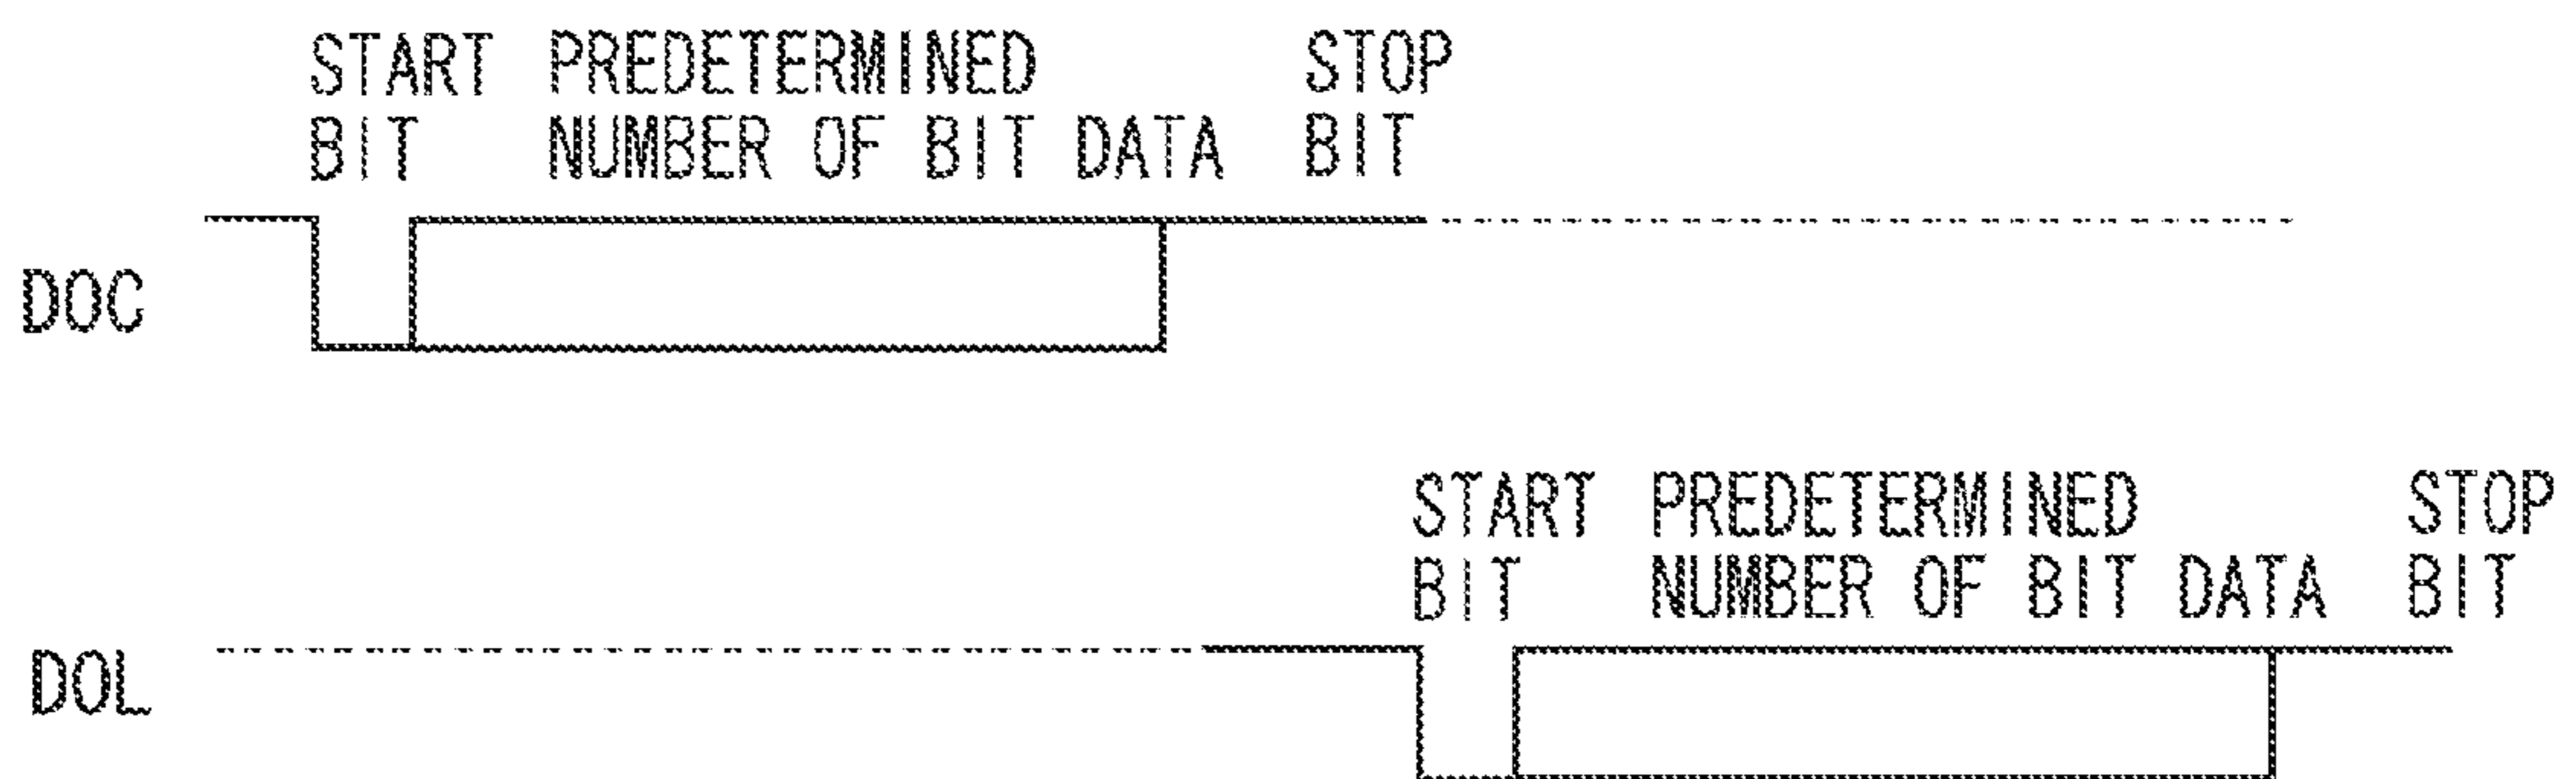 START PREDETERMINED STOP
BIT NUMBER OF BIT DATA BIT
DOC
START PREDETERMINED STOP
BIT NUMBER OF BIT DATA BIT
DOL